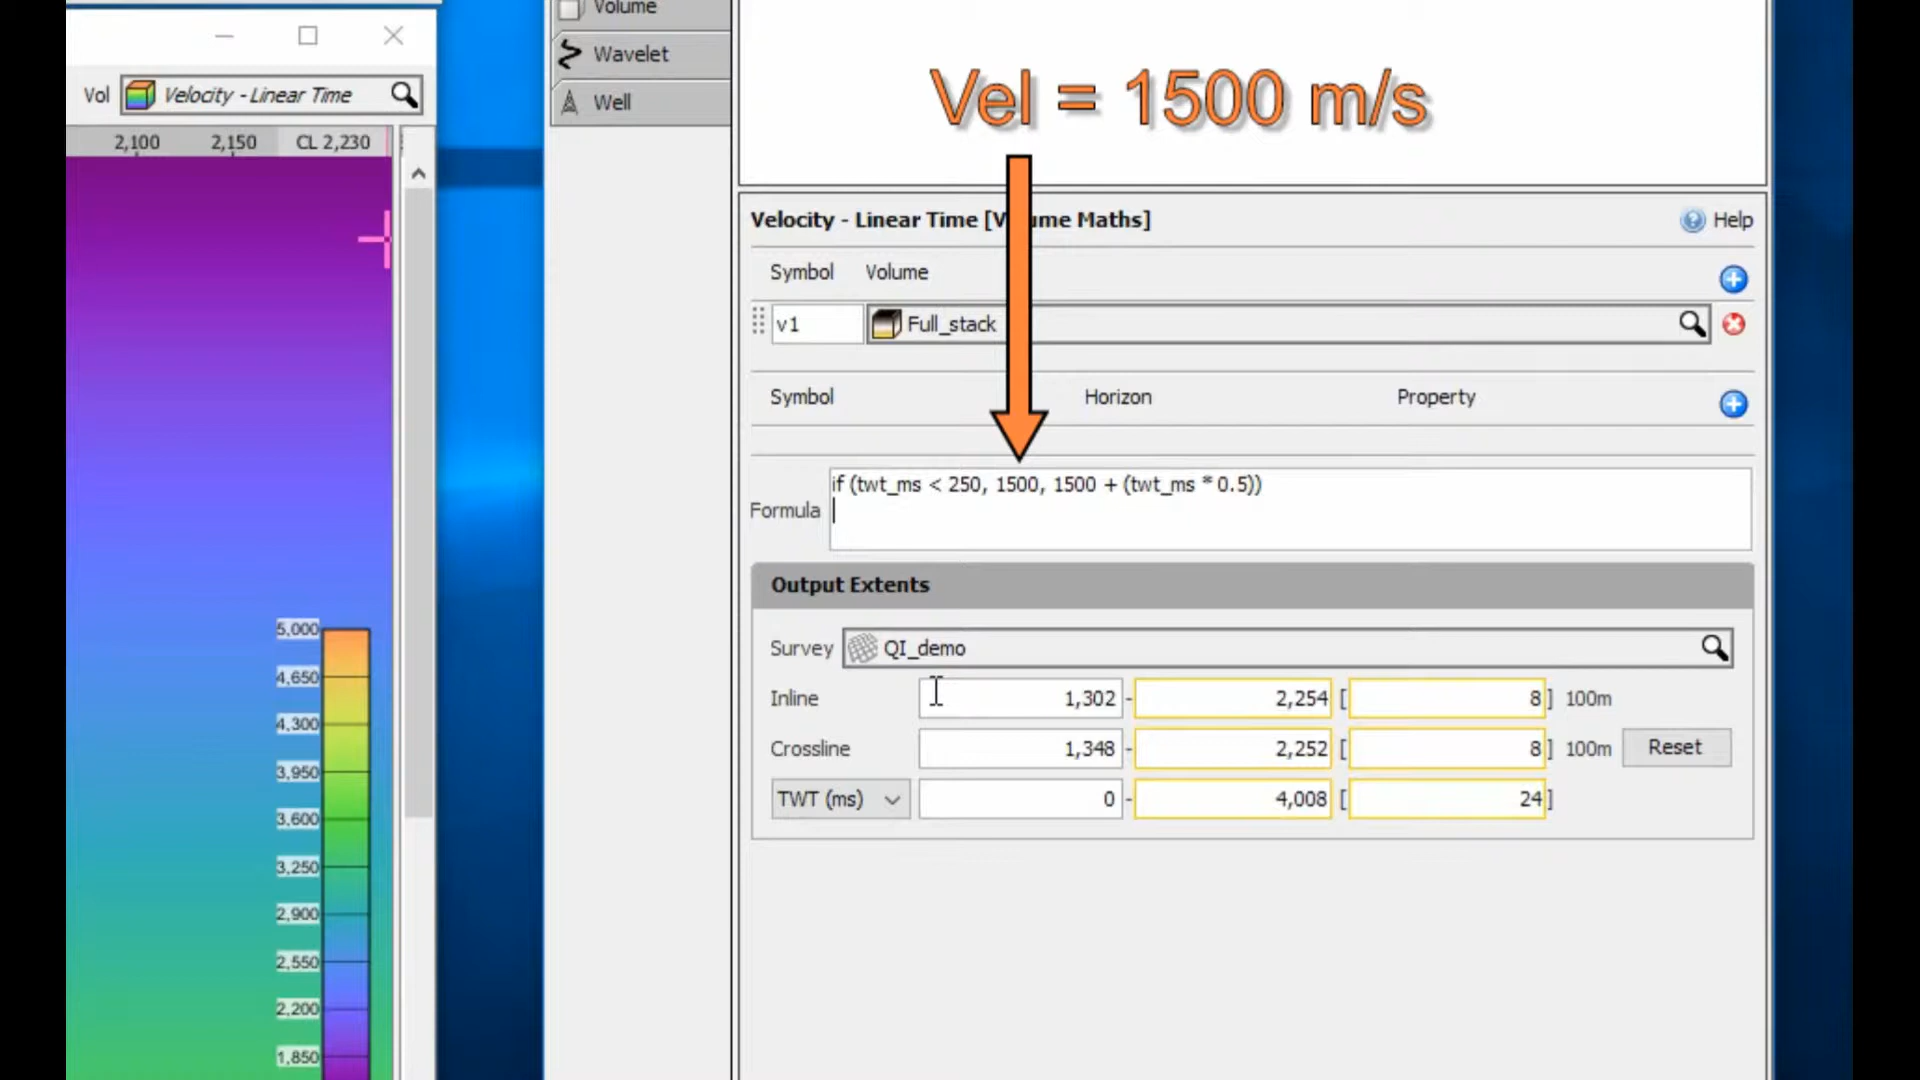 Volume
Wavelet
Well
Vol Velocity - Linear Time
2,100 2,150 CL 2,230
5,000
4,650
4,300
3,950
3,600
3,250
2,900
2,550
2,200
1,850
Vel = 1500 m/s
Velocity - Linear Time [V ume Maths] Help
Symbol Volume
v1 Full_stack
Symbol Horizon Property
Formula if (twt_ms < 250, 1500, 1500 + (twt_ms * 0.5))
Output Extents
Survey QI_demo
Inline 1,302 - 2,254 [ 8 ] 100m
Crossline 1,348 - 2,252 [ 8 ] 100m Reset
TWT (ms) 0 - 4,008 [ 24 ]